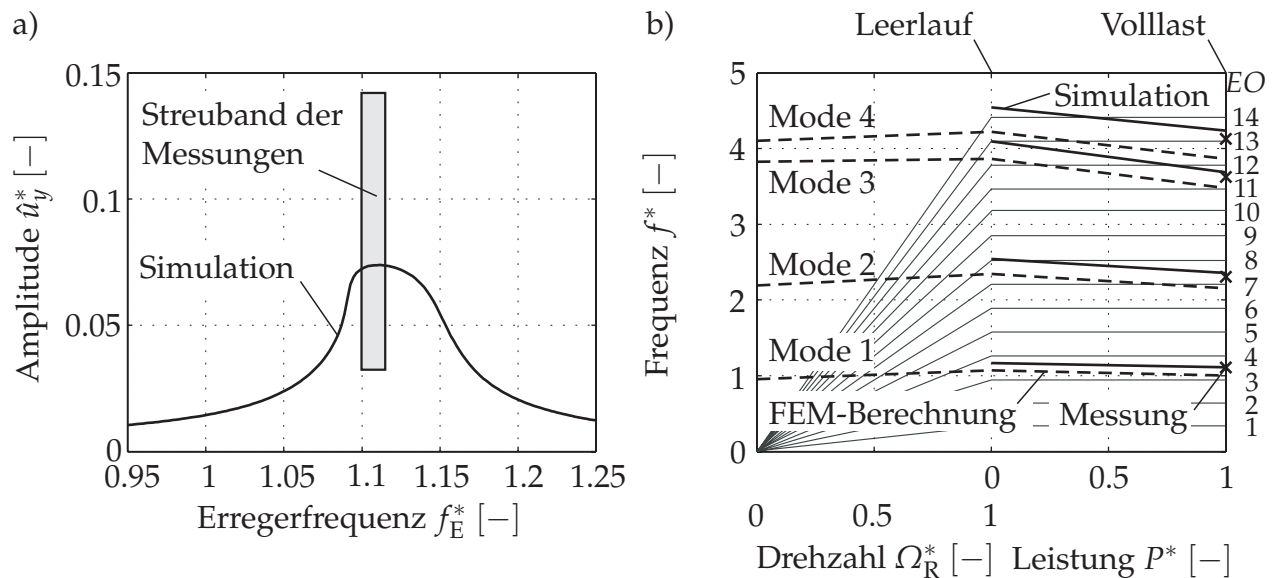 a)
0.15
0.1
0.05
0
Amplitude û*y [−]
Streuband der
Messungen
Simulation
0.95 1 1.05 1.1 1.15 1.2 1.25
Erregerfrequenz f*E [−]
b)
Leerlauf
Volllast
EO
5
4
3
2
1
0
Frequenz f* [−]
Simulation
Mode 4
Mode 3
Mode 2
Mode 1
FEM-Berechnung
Messung
14
13
12
11
10
9
8
7
6
5
4
3
2
1
0 0.5 1
0 0.5 1
Drehzahl Ω*R [−] Leistung P* [−]